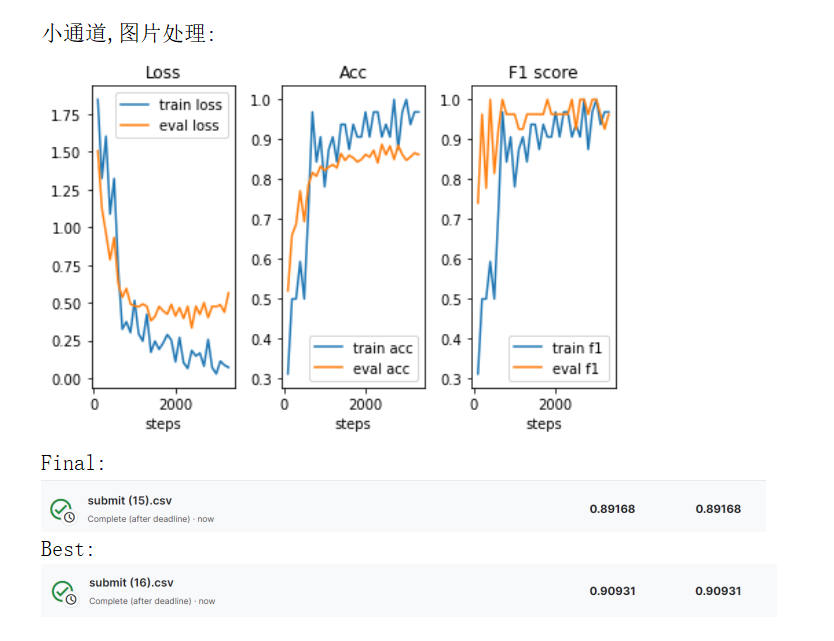 小通道,图片处理:
Loss
Acc
F1 score
train loss
eval loss
1.75
1.50
1.25
1.00
0.75
0.50
0.25
0.00
0
2000
steps
1.0
0.9
0.8
0.7
0.6
0.5
0.4
0.3
train acc
eval acc
0
2000
steps
1.0
0.9
0.8
0.7
0.6
0.5
0.4
0.3
train f1
eval f1
0
2000
steps
Final:
submit (15).csv
Complete (after deadline) · now
0.89168
0.89168
Best:
submit (16).csv
Complete (after deadline) · now
0.90931
0.90931